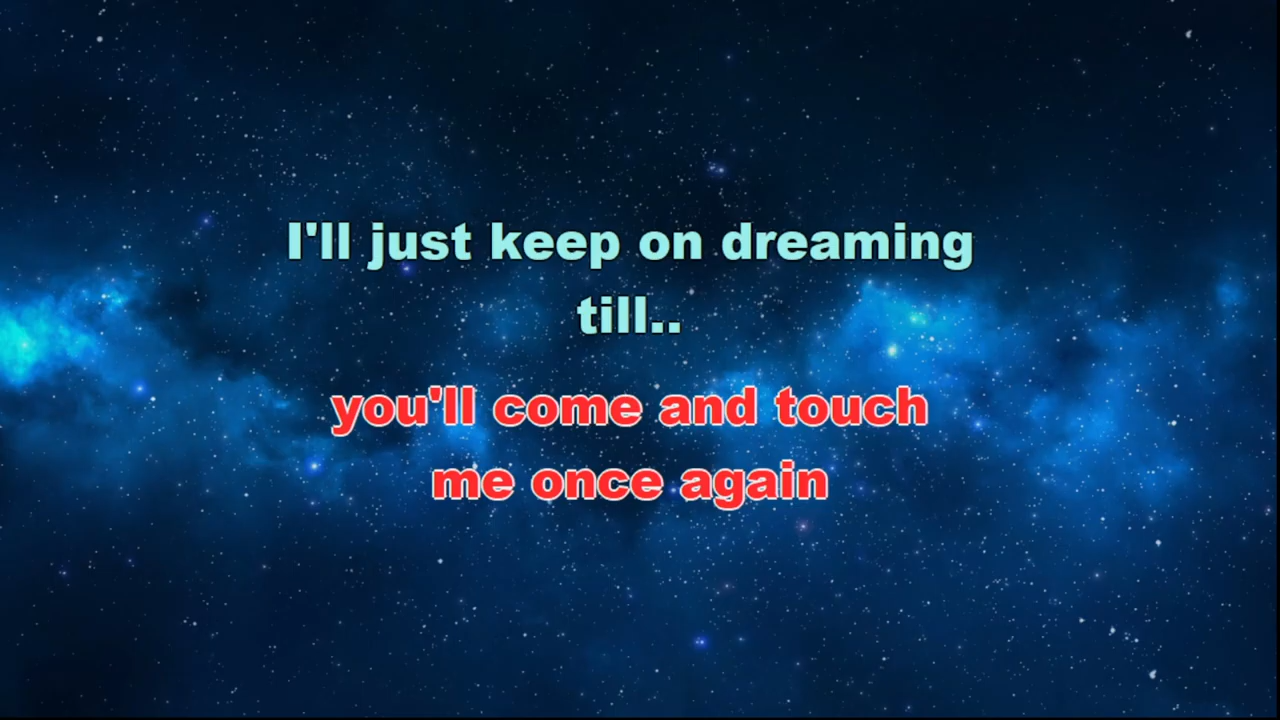 I'll just keep on dreaming
till..
you'll come and touch
me once again